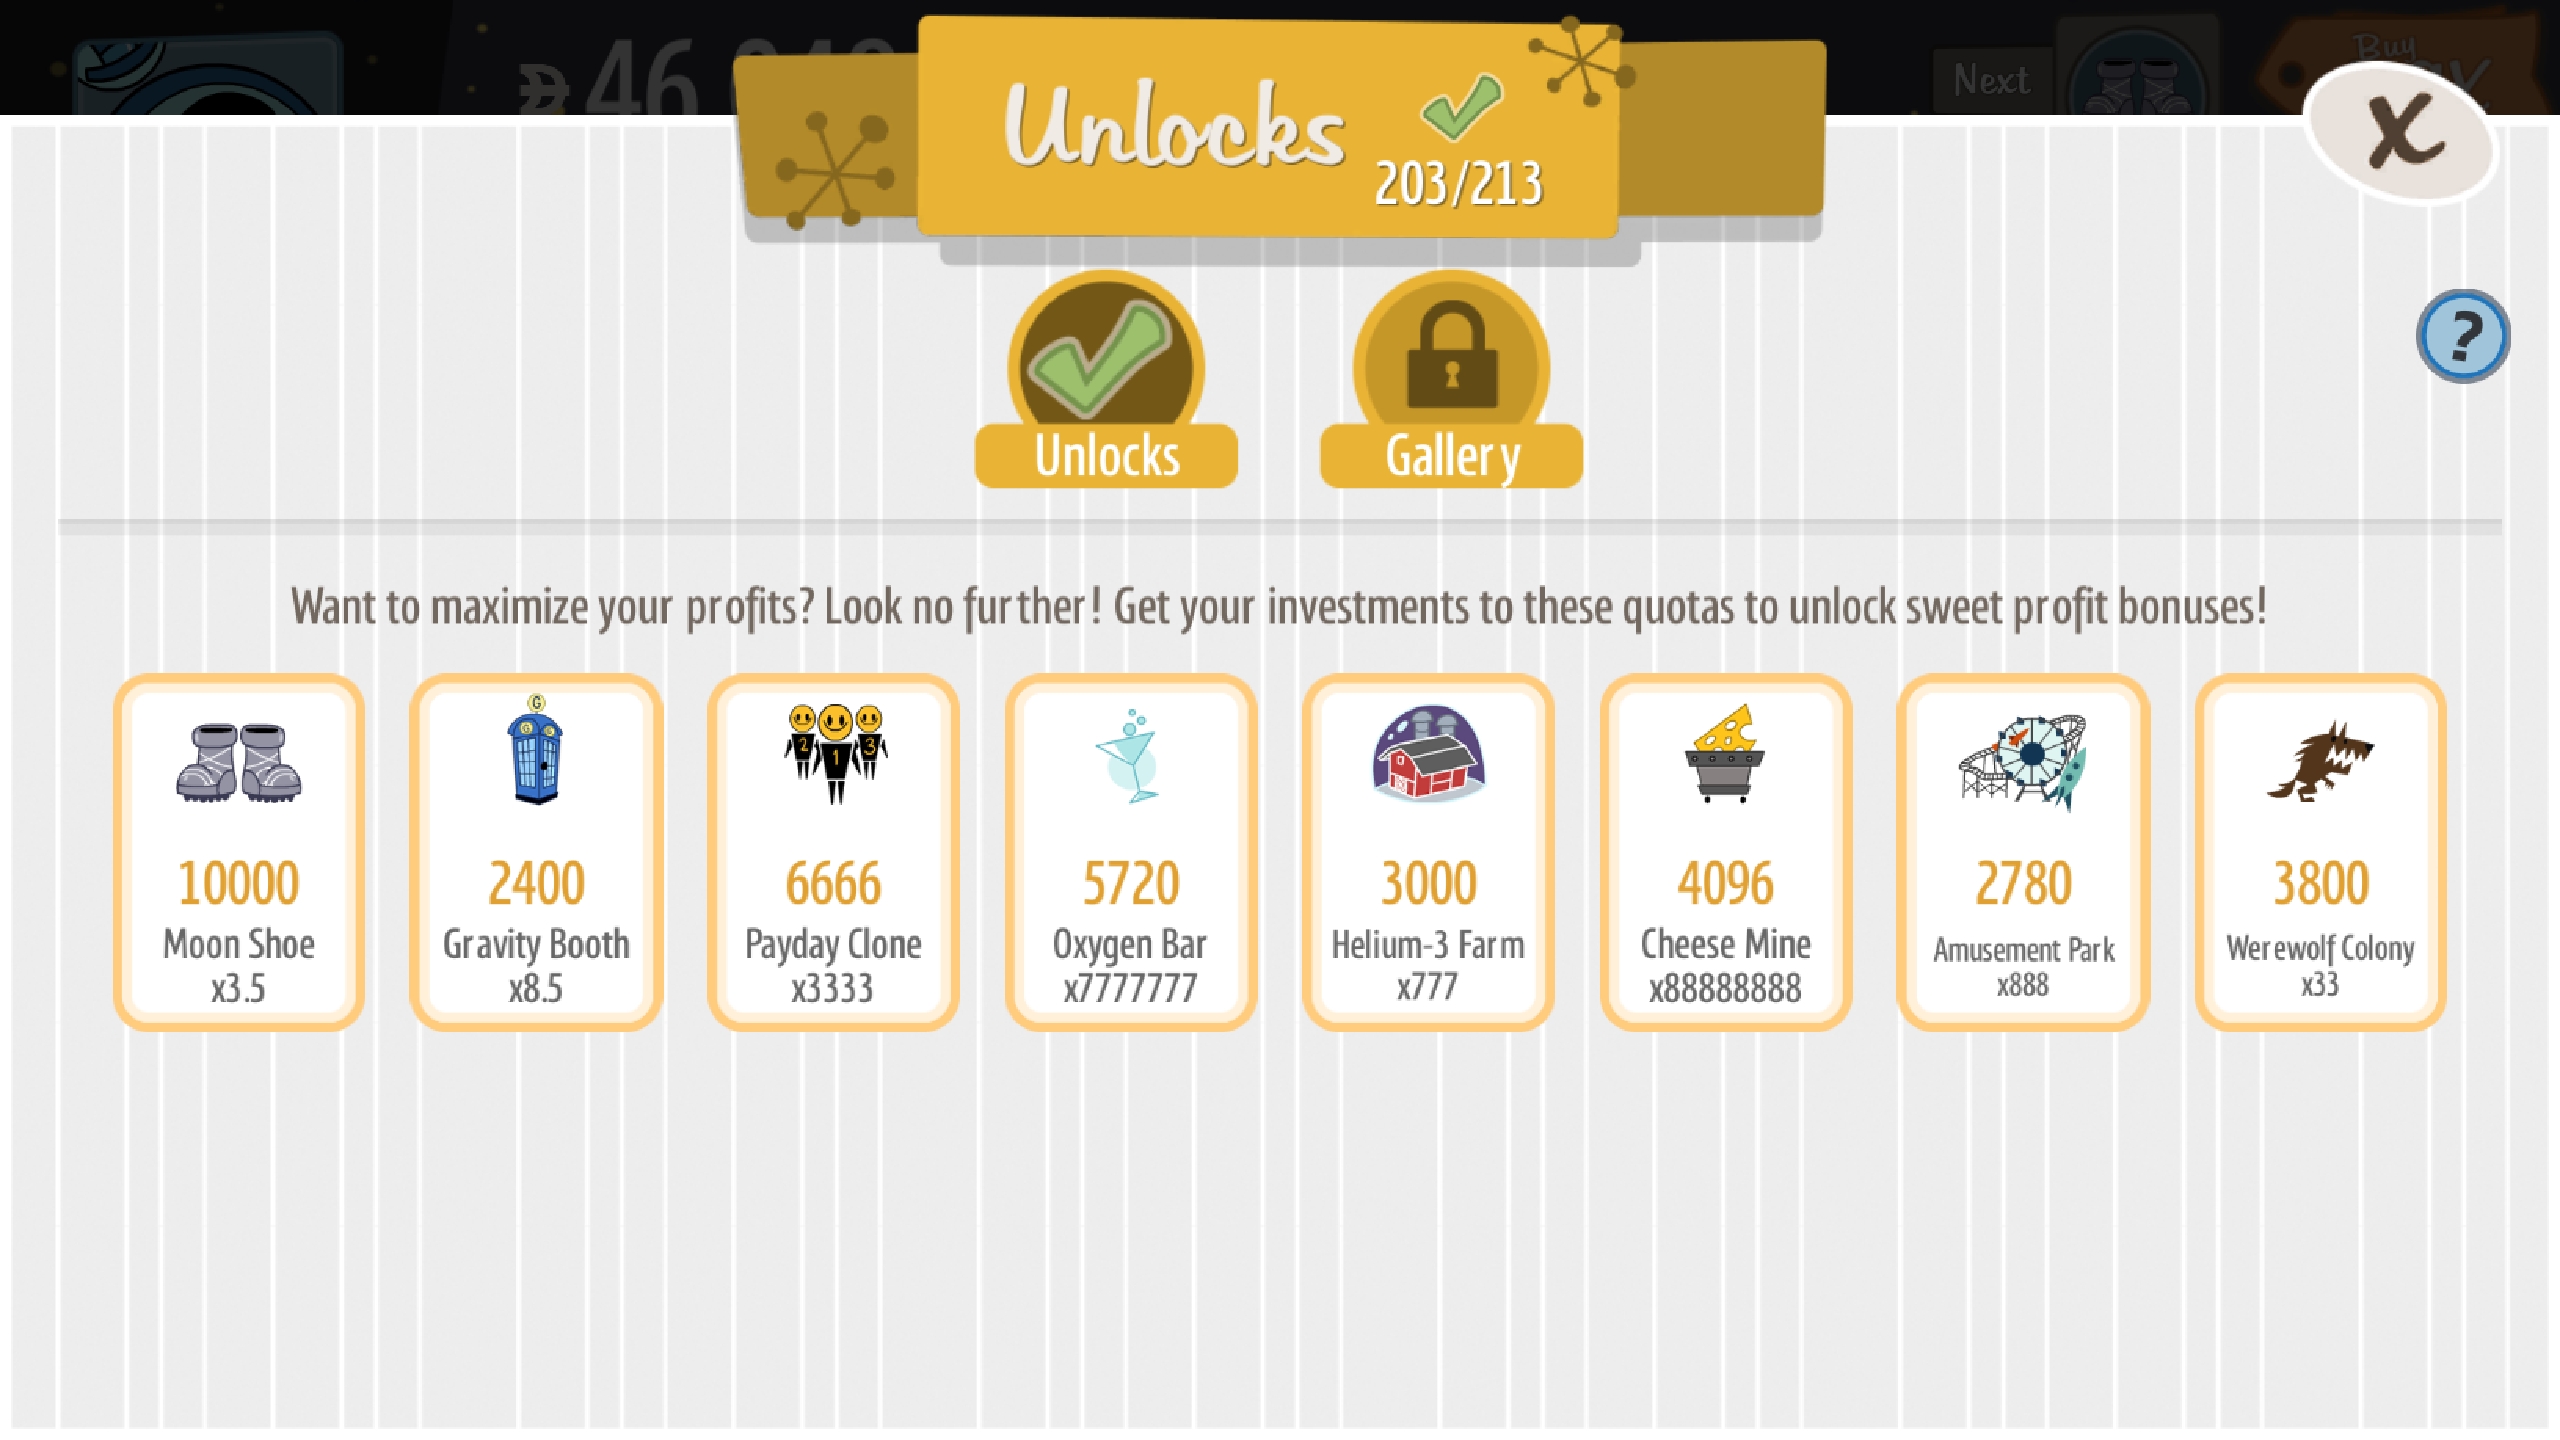 46
Next
Buy
Unlocks
203/213
X
?
Unlocks
Gallery
Want to maximize your profits? Look no further! Get your investments to these quotas to unlock sweet profit bonuses!
G
G G
2 1 3
10000
Moon Shoe
x3.5
2400
Gravity Booth
x8.5
6666
Payday Clone
x3333
5720
Oxygen Bar
x7777777
3000
Helium-3 Farm
x777
4096
Cheese Mine
x88888888
2780
Amusement Park
x888
3800
Werewolf Colony
x33